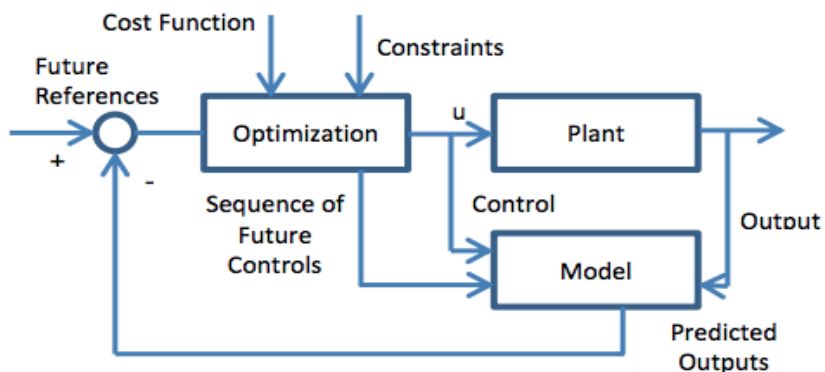 Cost Function
Constraints
Future
References
+
-
Optimization
u
Plant
Sequence of
Future
Controls
Control
Output
Model
Predicted
Outputs